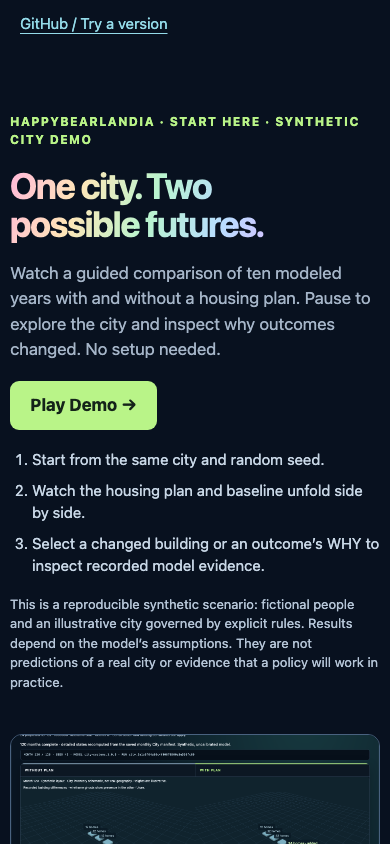 GitHub / Try a version
HAPPYBEARLANDIA · START HERE · SYNTHETIC
CITY DEMO
One city. Two
possible futures.
Watch a guided comparison of ten modeled
years with and without a housing plan. Pause to
explore the city and inspect why outcomes
changed. No setup needed.
Play Demo →
1. Start from the same city and random seed.
2. Watch the housing plan and baseline unfold side
by side.
3. Select a changed building or an outcome’s WHY to
inspect recorded model evidence.
This is a reproducible synthetic scenario: fictional people
and an illustrative city governed by explicit rules. Results
depend on the model’s assumptions. They are not
predictions of a real city or evidence that a policy will work in
practice.
WITHOUT PLAN
WITH PLAN